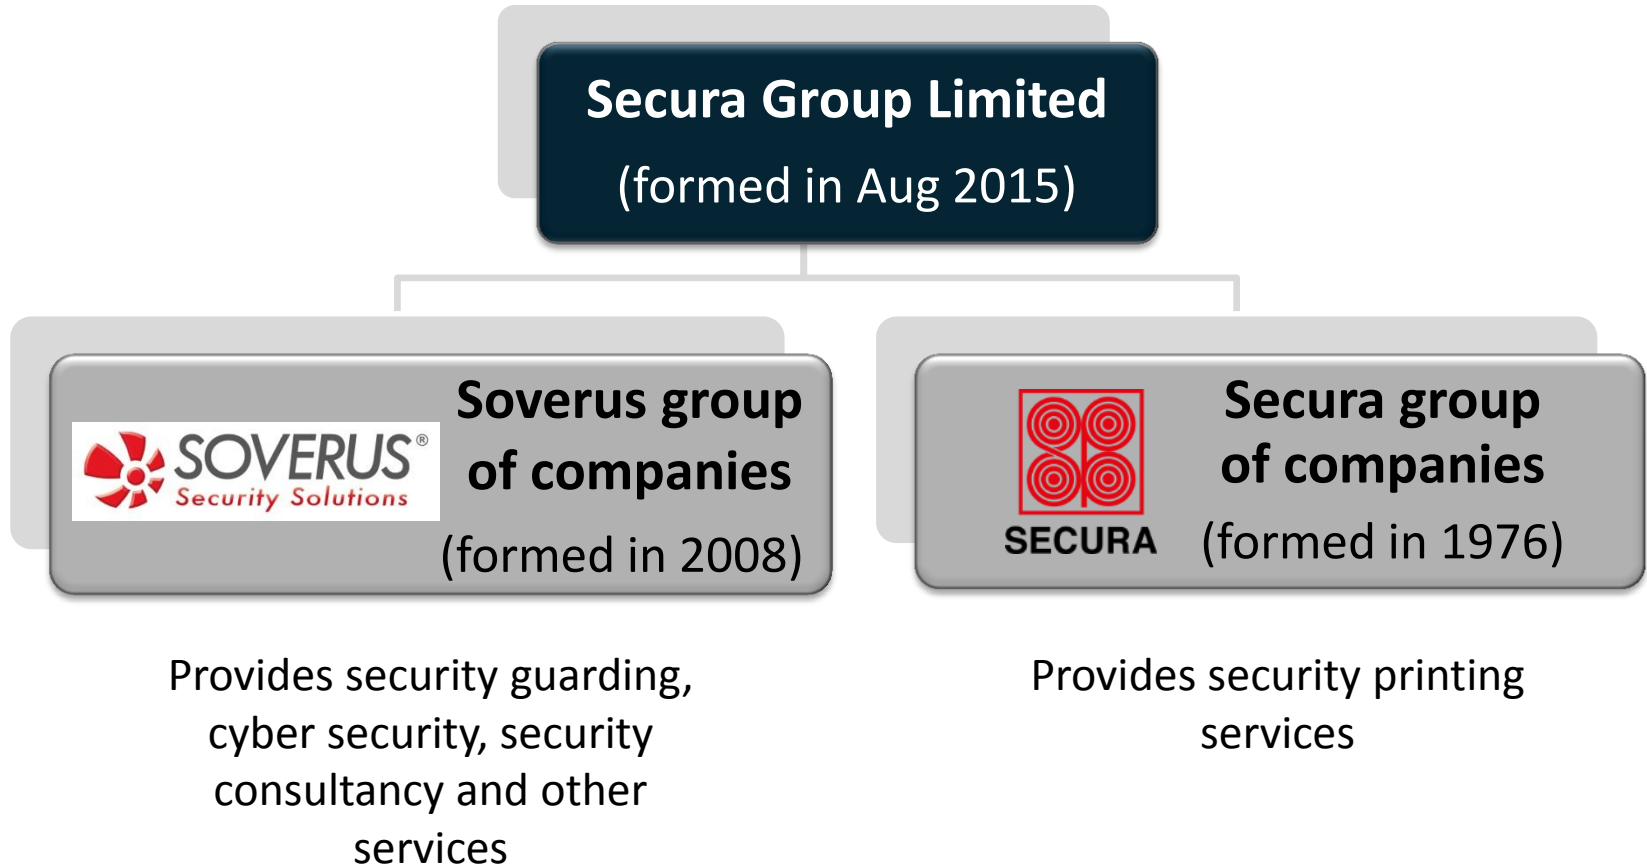 Secura Group Limited
(formed in Aug 2015)
SOVERUS®
Security Solutions
Soverus group
of companies
(formed in 2008)
SECURA
Secura group
of companies
(formed in 1976)
Provides security guarding,
cyber security, security
consultancy and other
services
Provides security printing
services